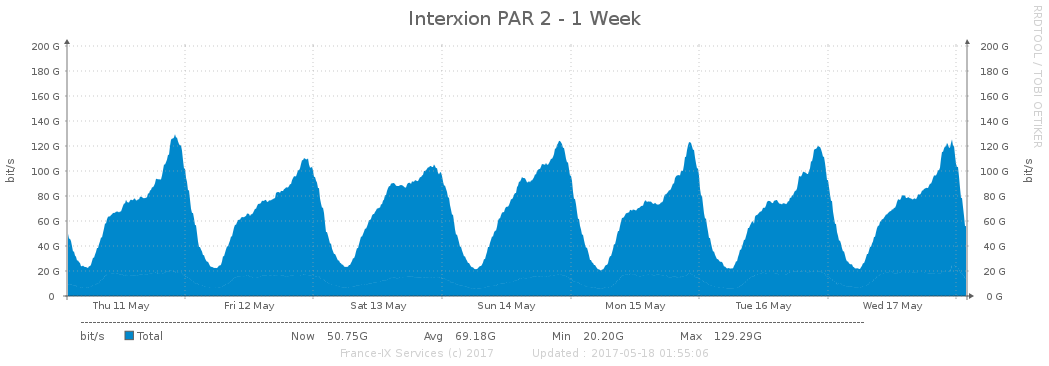 Interxion PAR 2 - 1 Week
RRDTOOL / TOBI OETIKER
200 G 200 G
180 G 180 G
160 G 160 G
140 G 140 G
120 G 120 G
100 G 100 G
80 G 80 G
60 G 60 G
40 G 40 G
20 G 20 G
0 0 G
bit/s bit/s
Thu 11 May Fri 12 May Sat 13 May Sun 14 May Mon 15 May Tue 16 May Wed 17 May
bit/s Total Now 50.75G Avg 69.18G Min 20.20G Max 129.29G
France-IX Services (c) 2017 Updated : 2017-05-18 01:55:06